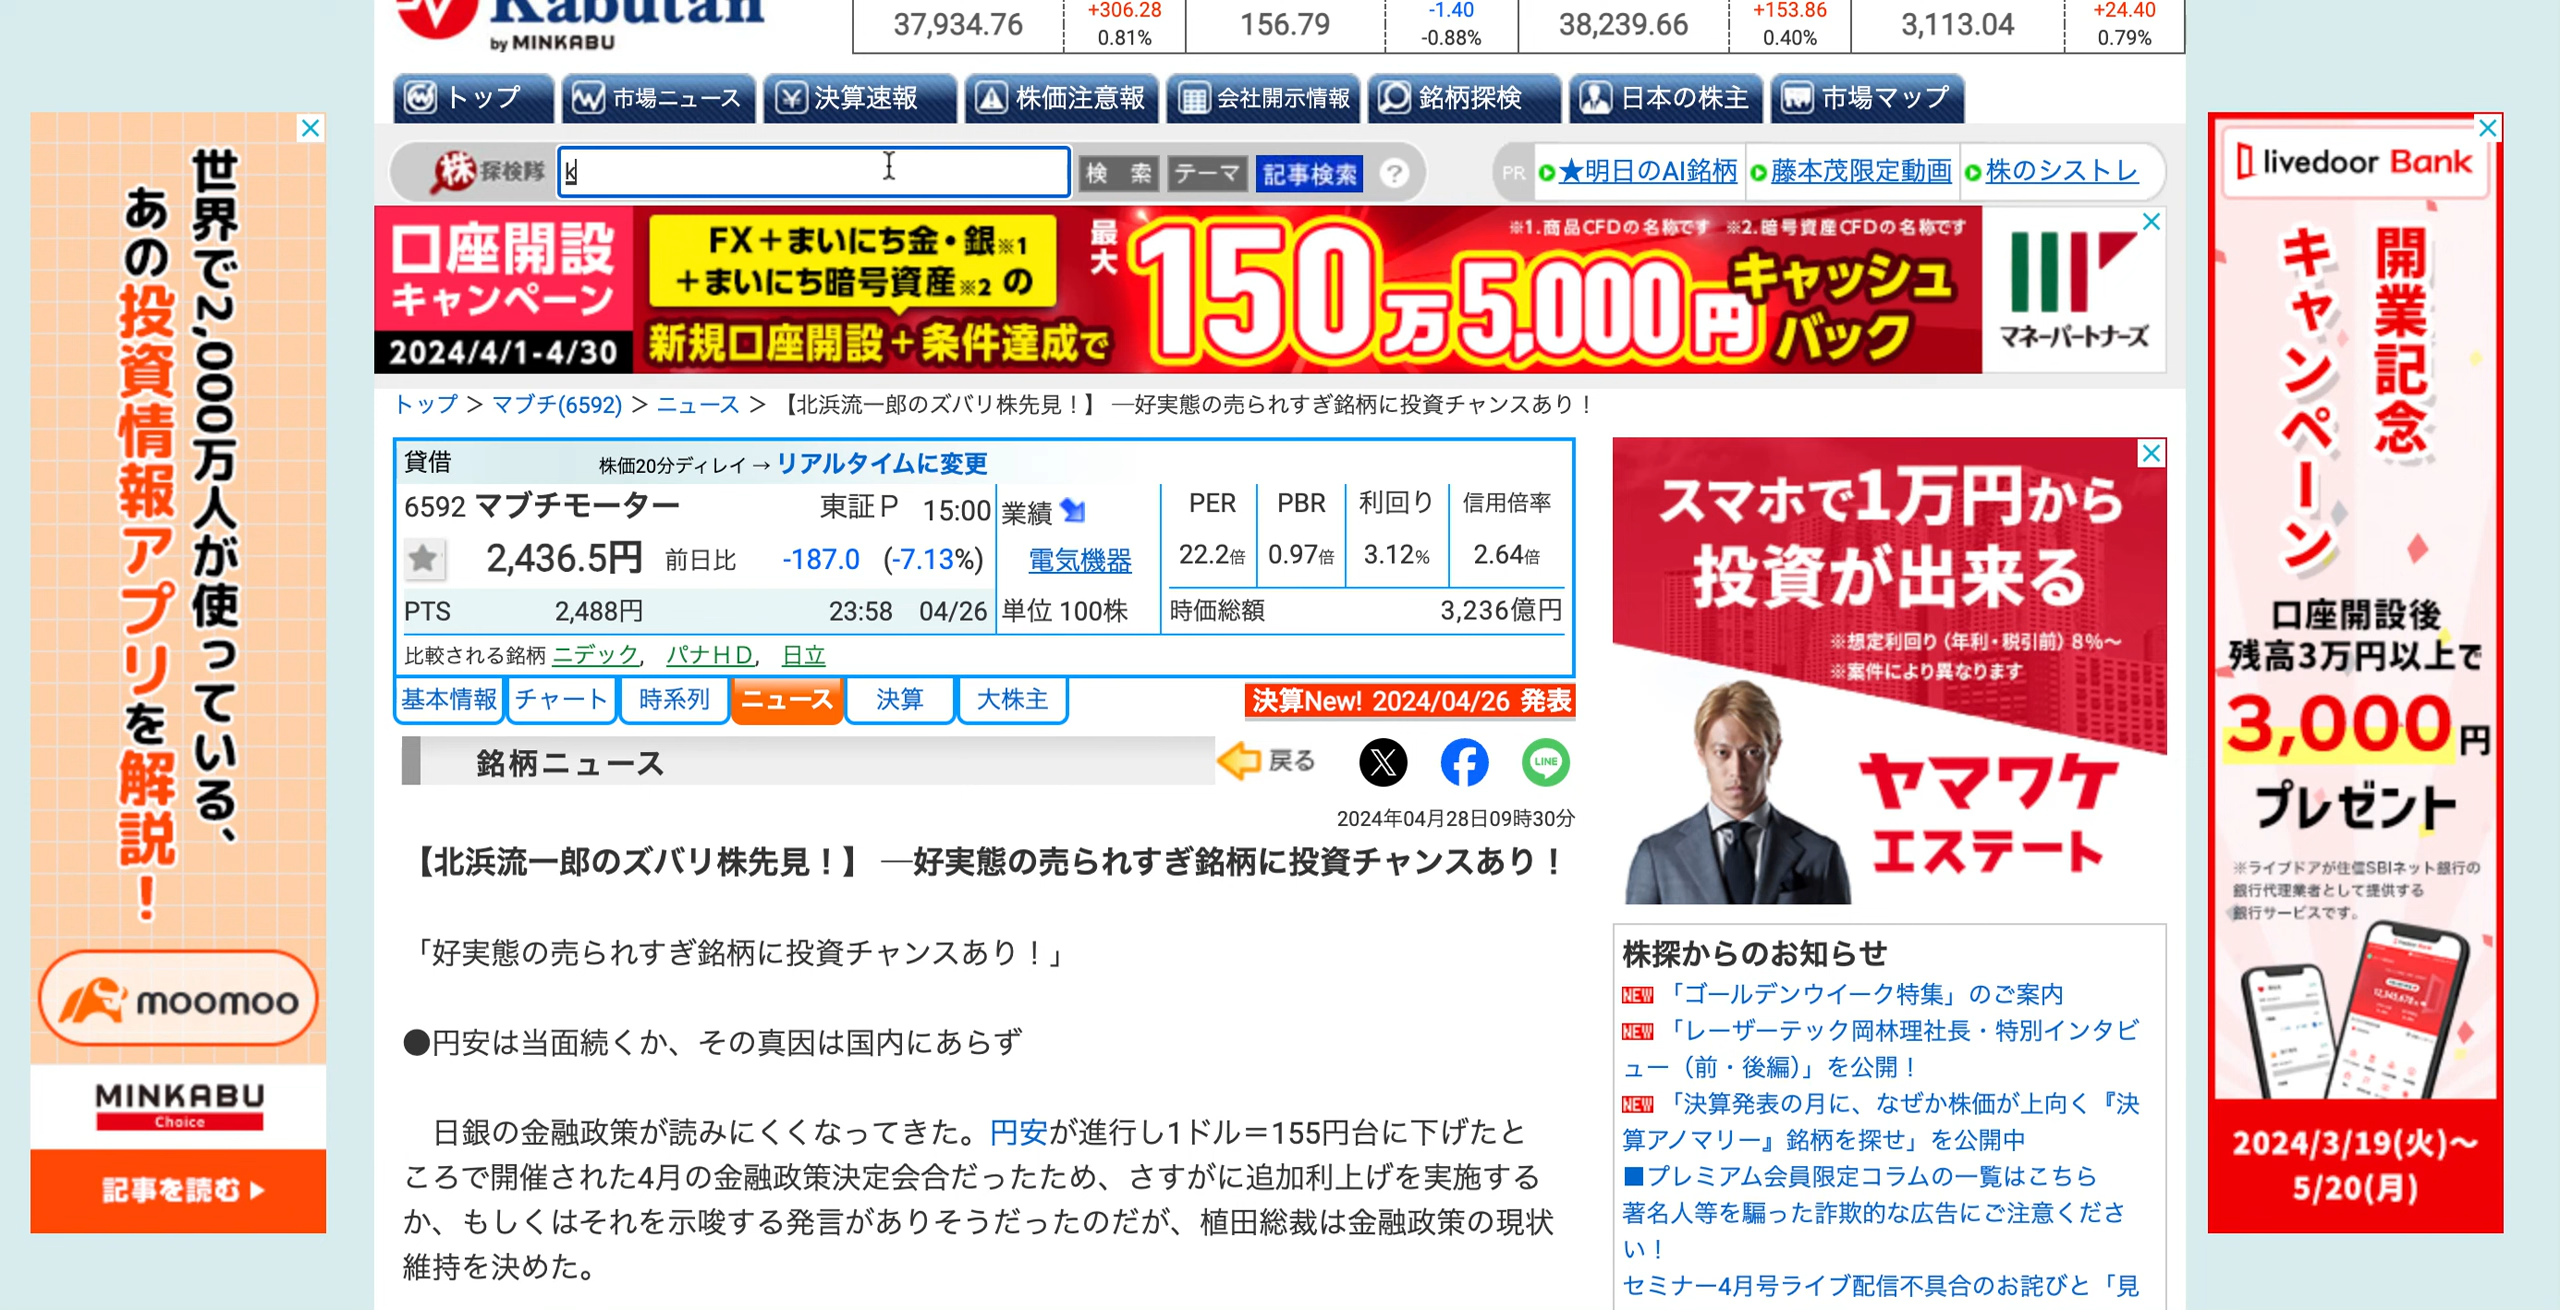 Kabutan
by MINKABU
37,934.76 +306.28 0.81%
156.79 -1.40 -0.88%
38,239.66 +153.86 0.40%
3,113.04 +24.40 0.79%
トップ 市場ニュース 決算速報 株価注意報 会社開示情報 銘柄探検 日本の株主 市場マップ
株探検隊 k 検 索 テーマ 記事検索 ? PR ★明日のAI銘柄 藤本茂限定動画 株のシストレ
口座開設
キャンペーン
2024/4/1-4/30
FX+まいにち金・銀※1
+まいにち暗号資産※2 の
新規口座開設+条件達成で
最大
150万5,000円
キャッシュ
バック
※1.商品CFDの名称です ※2.暗号資産CFDの名称です
マネーパートナーズ
トップ > マブチ(6592) > ニュース > 【北浜流一郎のズバリ株先見!】 ─好実態の売られすぎ銘柄に投資チャンスあり!
貸借 株価20分ディレイ → リアルタイムに変更
6592 マブチモーター 東証P 15:00
2,436.5円 前日比 -187.0 (-7.13%)
PTS 2,488円 23:58 04/26
業績
電気機器
単位 100株
PER PBR 利回り 信用倍率
22.2倍 0.97倍 3.12% 2.64倍
時価総額 3,236億円
比較される銘柄 ニデック, パナHD, 日立
基本情報 チャート 時系列 ニュース 決算 大株主
決算New! 2024/04/26 発表
銘柄ニュース
戻る
LINE
2024年04月28日09時30分
【北浜流一郎のズバリ株先見!】 ─好実態の売られすぎ銘柄に投資チャンスあり!
「好実態の売られすぎ銘柄に投資チャンスあり!」
●円安は当面続くか、その真因は国内にあらず
日銀の金融政策が読みにくくなってきた。円安が進行し1ドル=155円台に下げたと
ころで開催された4月の金融政策決定会合だったため、さすがに追加利上げを実施する
か、もしくはそれを示唆する発言がありそうだったのだが、植田総裁は金融政策の現状
維持を決めた。
スマホで1万円から
投資が出来る
※想定利回り(年利・税引前)8%~
※案件により異なります
ヤマワケ
エステート
株探からのお知らせ
NEW 「ゴールデンウイーク特集」のご案内
NEW 「レーザーテック岡林理社長・特別インタビ
ュー(前・後編)」を公開!
NEW 「決算発表の月に、なぜか株価が上向く『決
算アノマリー』銘柄を探せ」を公開中
■プレミアム会員限定コラムの一覧はこちら
著名人等を騙った詐欺的な広告にご注意くださ
い!
セミナー4月号ライブ配信不具合のお詫びと「見
世界で2,000万人が使っている、
あの投資情報アプリを解説!
moomoo
MINKABU
Choice
記事を読む
livedoor Bank
開業記念
キャンペーン
口座開設後
残高3万円以上で
3,000円
プレゼント
※ライブドアが住信SBIネット銀行の
銀行代理業者として提供する
銀行サービスです。
2024/3/19(火)~
5/20(月)